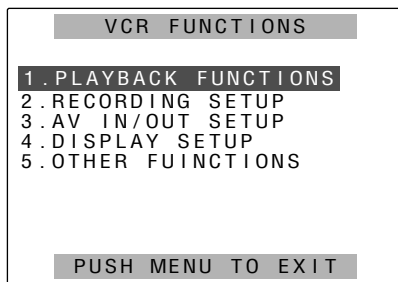 VCR FUNCTIONS
1.PLAYBACK FUNCTIONS
2.RECORDING SETUP
3.AV IN/OUT SETUP
4.DISPLAY SETUP
5.OTHER FUINCTIONS
PUSH MENU TO EXIT